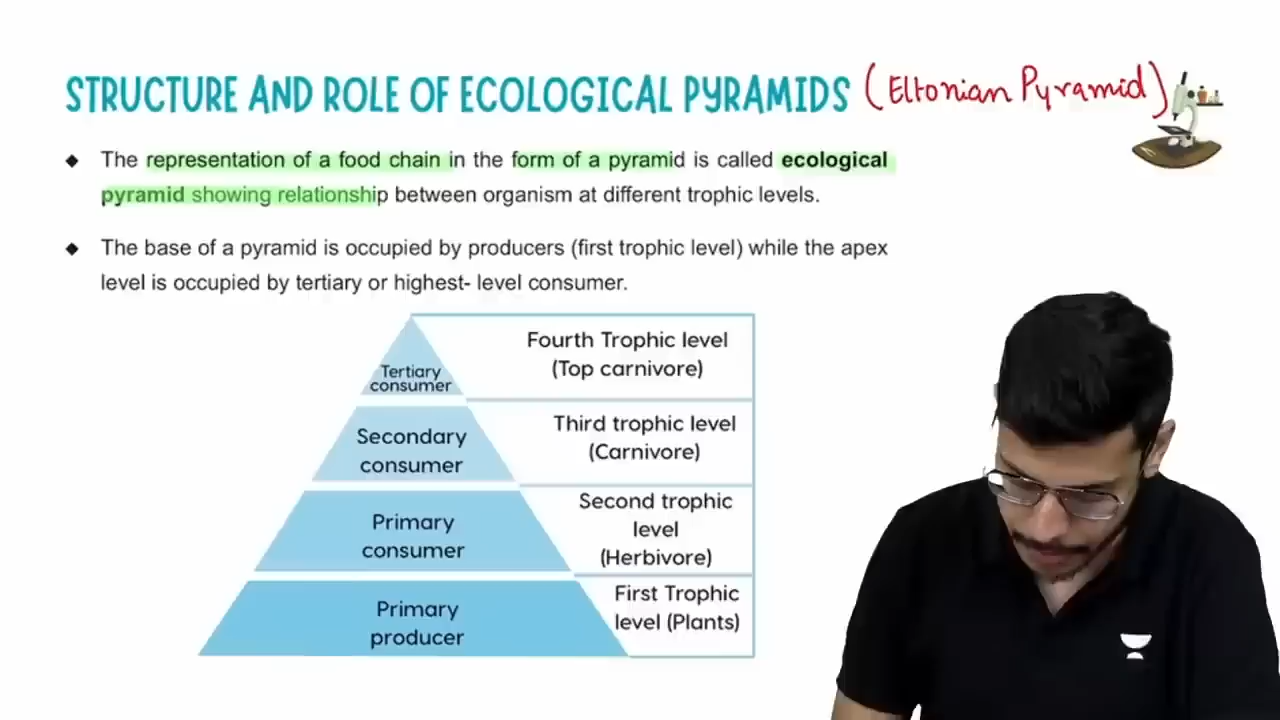 STRUCTURE AND ROLE OF ECOLOGICAL PYRAMIDS (Eltonian Pyramid)
The representation of a food chain in the form of a pyramid is called ecological
pyramid showing relationship between organism at different trophic levels.
The base of a pyramid is occupied by producers (first trophic level) while the apex
level is occupied by tertiary or highest- level consumer.
Tertiary
consumer
Fourth Trophic level
(Top carnivore)
Secondary
consumer
Third trophic level
(Carnivore)
Primary
consumer
Second trophic
level
(Herbivore)
Primary
producer
First Trophic
level (Plants)